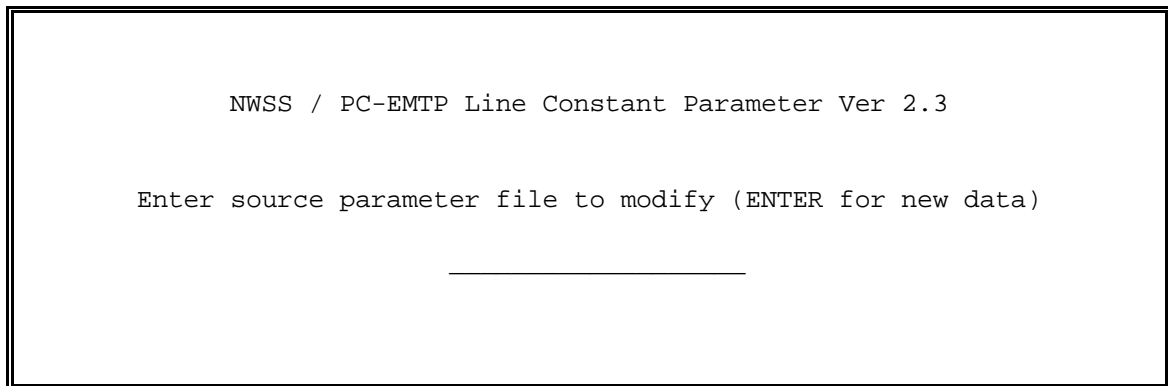 NWSS / PC-EMTP Line Constant Parameter Ver 2.3
Enter source parameter file to modify (ENTER for new data)